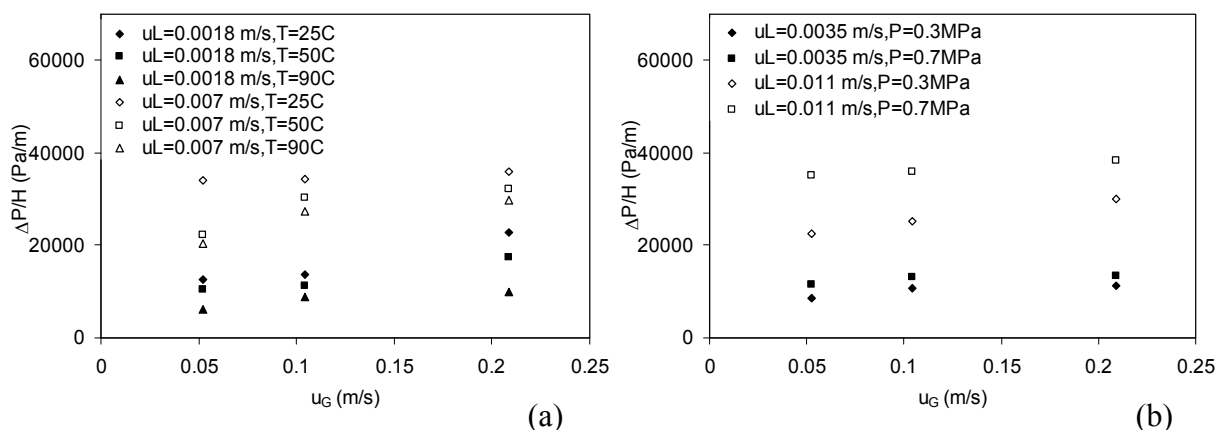 60000
40000
20000
0
ΔP/H (Pa/m)
uL=0.0018 m/s,T=25C
uL=0.0018 m/s,T=50C
uL=0.0018 m/s,T=90C
uL=0.007 m/s,T=25C
uL=0.007 m/s,T=50C
uL=0.007 m/s,T=90C
0 0.05 0.1 0.15 0.2 0.25
uG (m/s)
(a)
60000
40000
20000
0
ΔP/H (Pa/m)
uL=0.0035 m/s,P=0.3MPa
uL=0.0035 m/s,P=0.7MPa
uL=0.011 m/s,P=0.3MPa
uL=0.011 m/s,P=0.7MPa
0 0.05 0.1 0.15 0.2 0.25
uG (m/s)
(b)